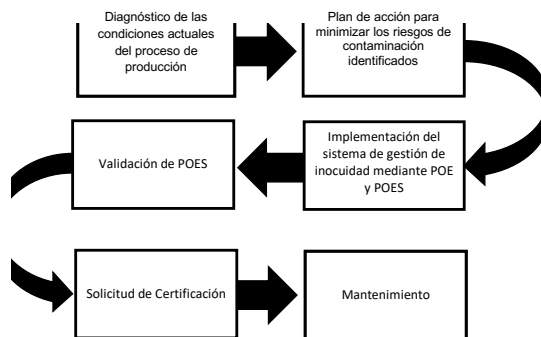 Diagnóstico de las
condiciones actuales
del proceso de
producción
Plan de acción para
minimizar los riesgos de
contaminación
identificados
Validación de POES
Implementación del
sistema de gestión de
inocuidad mediante POE
y POES
Solicitud de Certificación
Mantenimiento